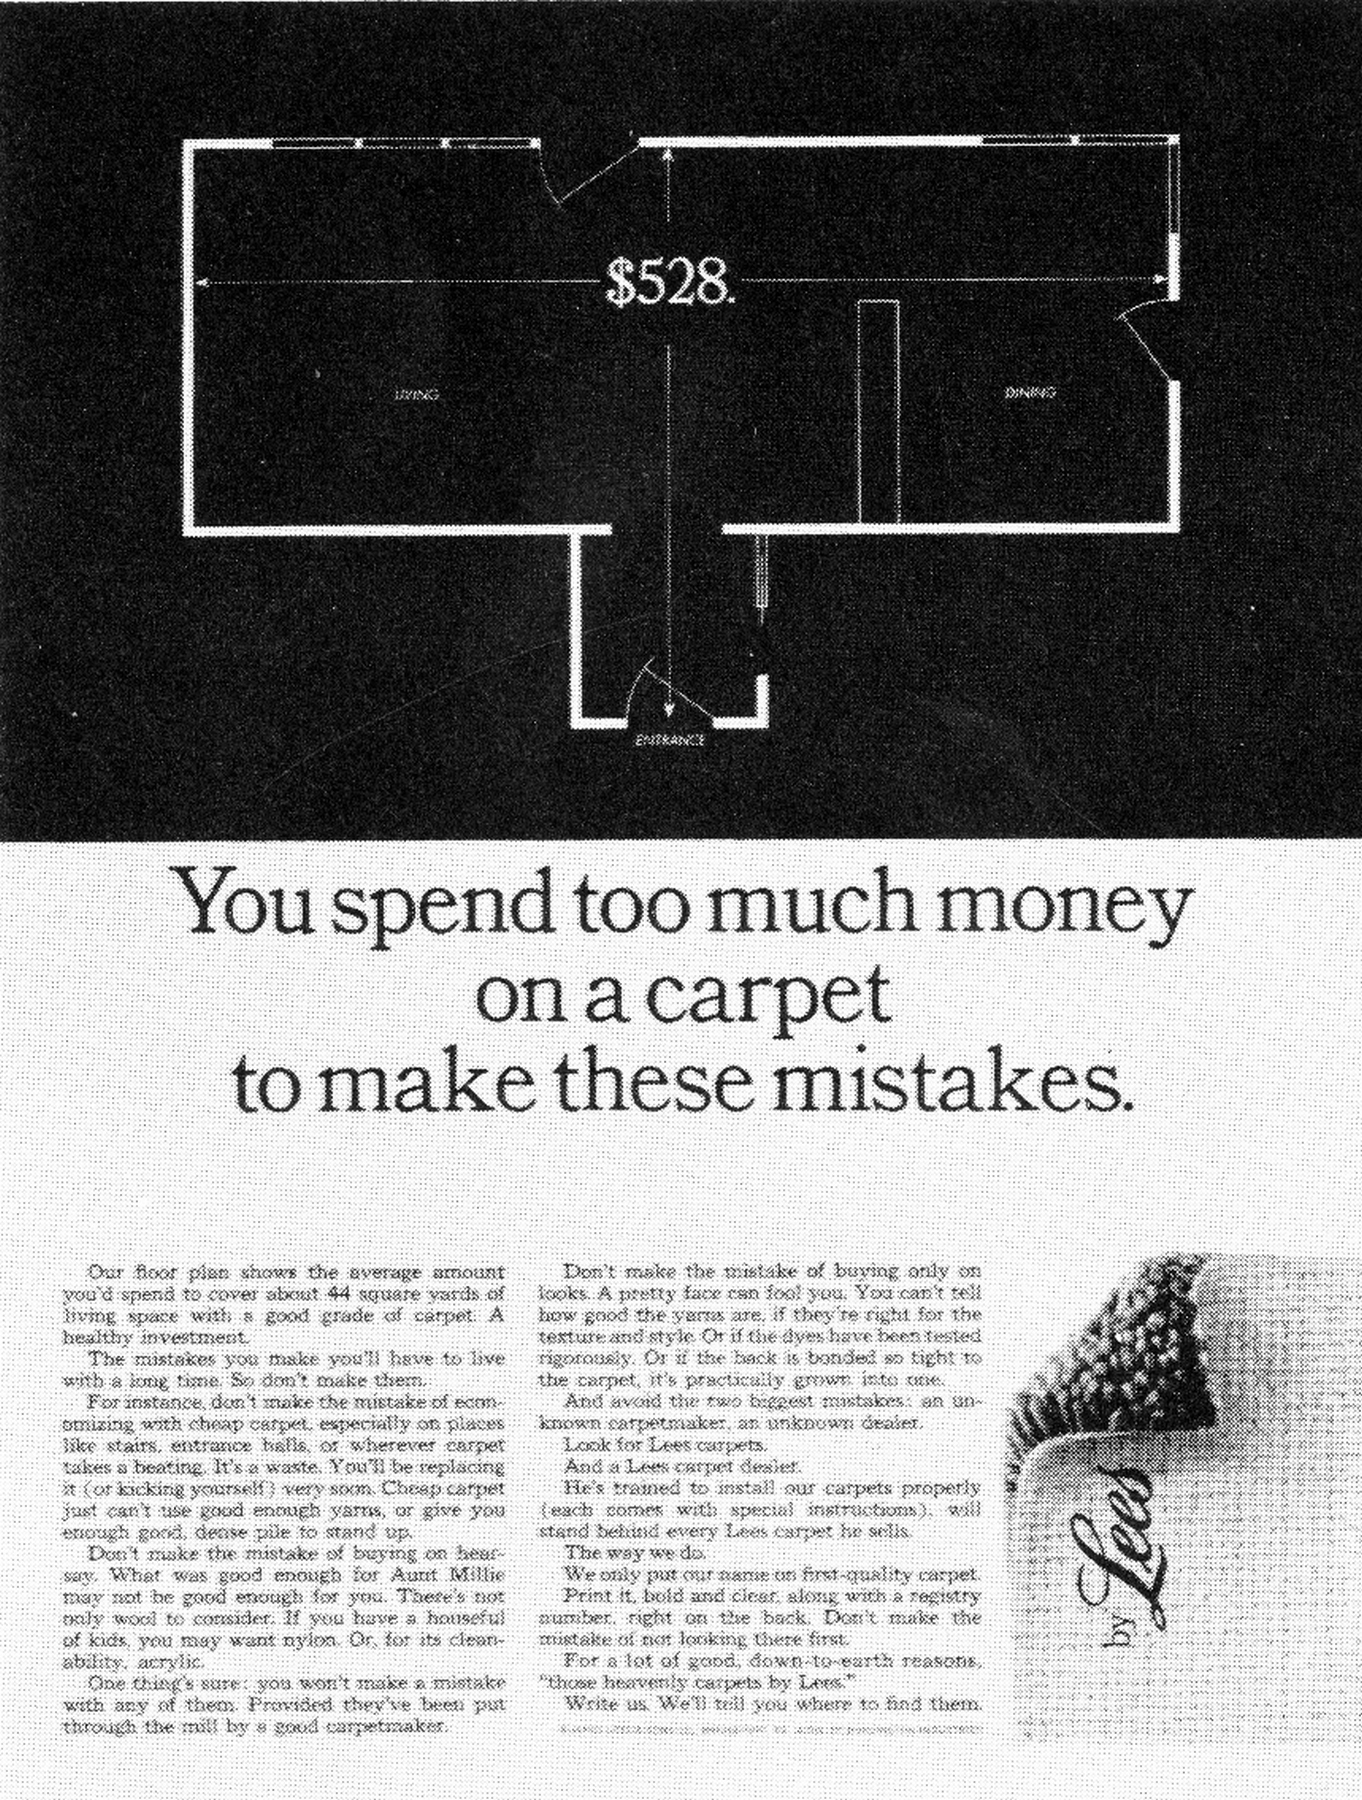 $528.
LIVING
DINING
ENTRANCE
You spend too much money
on a carpet
to make these mistakes.
Our floor plan shows the average amount
you'd spend to cover about 44 square yards of
living space with a good grade of carpet. A
healthy investment.
The mistakes you make you'll have to live
with a long time. So don't make them.
For instance, don't make the mistake of econ-
omizing with cheap carpet, especially on places
like stairs, entrance halls, or wherever carpet
takes a beating. It's a waste. You'll be replacing
it (or kicking yourself) very soon. Cheap carpet
just can't use good enough yarns, or give you
enough good, dense pile to stand up.
Don't make the mistake of buying on hear-
say. What was good enough for Aunt Millie
may not be good enough for you. There's not
only wool to consider. If you have a houseful
of kids, you may want nylon. Or, for its clean-
ability, acrylic.
One thing's sure: you won't make a mistake
with any of them. Provided they've been put
through the mill by a good carpetmaker.
Don't make the mistake of buying only on
looks. A pretty face can fool you. You can't tell
how good the yarns are, if they're right for the
texture and style. Or if the dyes have been tested
rigorously. Or if the back is bonded so tight to
the carpet, it's practically grown into one.
And avoid the two biggest mistakes: an un-
known carpetmaker, an unknown dealer.
Look for Lees carpets.
And a Lees carpet dealer.
He's trained to install our carpets properly
(each comes with special instructions), will
stand behind every Lees carpet he sells.
The way we do.
We only put our name on first-quality carpet.
Print it, bold and clear, along with a registry
number, right on the back. Don't make the
mistake of not looking there first.
For a lot of good, down-to-earth reasons,
"those heavenly carpets by Lees."
Write us. We'll tell you where to find them.
by Lees